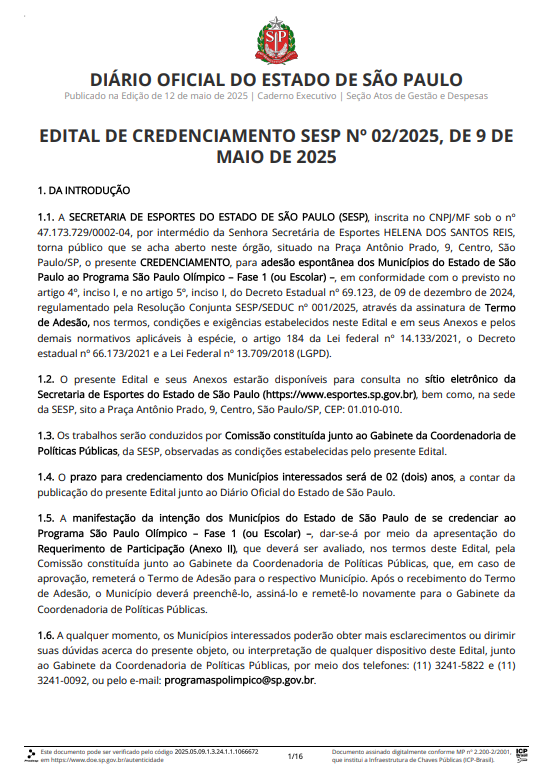 DIÁRIO OFICIAL DO ESTADO DE SÃO PAULO
Publicado na Edição de 12 de maio de 2025 | Caderno Executivo | Seção Atos de Gestão e Despesas
EDITAL DE CREDENCIAMENTO SESP Nº 02/2025, DE 9 DE
MAIO DE 2025
1. DA INTRODUÇÃO
1.1. A SECRETARIA DE ESPORTES DO ESTADO DE SÃO PAULO (SESP), inscrita no CNPJ/MF sob o nº
47.173.729/0002-04, por intermédio da Senhora Secretária de Esportes HELENA DOS SANTOS REIS,
torna público que se acha aberto neste órgão, situado na Praça Antônio Prado, 9, Centro, São
Paulo/SP, o presente CREDENCIAMENTO, para adesão espontânea dos Municípios do Estado de São
Paulo ao Programa São Paulo Olímpico – Fase 1 (ou Escolar) –, em conformidade com o previsto no
artigo 4º, inciso I, e no artigo 5º, inciso I, do Decreto Estadual nº 69.123, de 09 de dezembro de 2024,
regulamentado pela Resolução Conjunta SESP/SEDUC nº 001/2025, através da assinatura de Termo
de Adesão, nos termos, condições e exigências estabelecidos neste Edital e em seus Anexos e pelos
demais normativos aplicáveis à espécie, o artigo 184 da Lei federal nº 14.133/2021, o Decreto
estadual nº 66.173/2021 e a Lei Federal nº 13.709/2018 (LGPD).
1.2. O presente Edital e seus Anexos estarão disponíveis para consulta no sítio eletrônico da
Secretaria de Esportes do Estado de São Paulo (https://www.esportes.sp.gov.br), bem como, na sede
da SESP, sito a Praça Antônio Prado, 9, Centro, São Paulo/SP, CEP: 01.010-010.
1.3. Os trabalhos serão conduzidos por Comissão constituída junto ao Gabinete da Coordenadoria de
Políticas Públicas, da SESP, observadas as condições estabelecidas pelo presente Edital.
1.4. O prazo para credenciamento dos Municípios interessados será de 02 (dois) anos, a contar da
publicação do presente Edital junto ao Diário Oficial do Estado de São Paulo.
1.5. A manifestação da intenção dos Municípios do Estado de São Paulo de se credenciar ao
Programa São Paulo Olímpico – Fase 1 (ou Escolar) –, dar-se-á por meio da apresentação do
Requerimento de Participação (Anexo II), que deverá ser avaliado, nos termos deste Edital, pela
Comissão constituída junto ao Gabinete da Coordenadoria de Políticas Públicas, que, em caso de
aprovação, remeterá o Termo de Adesão para o respectivo Município. Após o recebimento do Termo
de Adesão, o Município deverá preenchê-lo, assiná-lo e remetê-lo novamente para o Gabinete da
Coordenadoria de Políticas Públicas.
1.6. A qualquer momento, os Municípios interessados poderão obter mais esclarecimentos ou dirimir
suas dúvidas acerca do presente objeto, ou interpretação de qualquer dispositivo deste Edital, junto
ao Gabinete da Coordenadoria de Políticas Públicas, por meio dos telefones: (11) 3241-5822 e (11)
3241-0092, ou pelo e-mail: programaspolimpico@sp.gov.br.
Este documento pode ser verificado pelo código 2025.05.09.1.3.24.1.1.1066672
em https://www.doe.sp.gov.br/autenticidade
1/16
Documento assinado digitalmente conforme MP nº 2.200-2/2001,
que institui a Infraestrutura de Chaves Públicas (ICP-Brasil).
ICP
Brasil